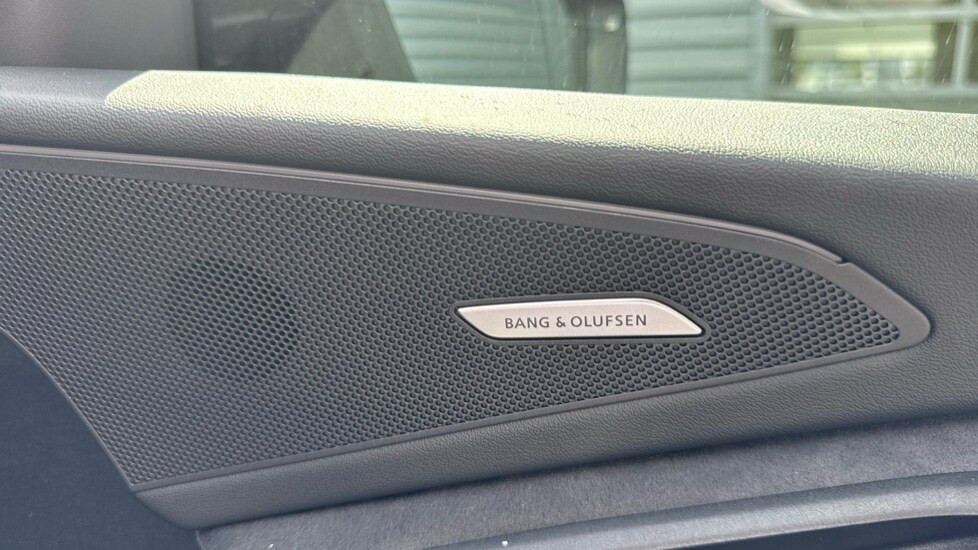 BANG & OLUFSEN